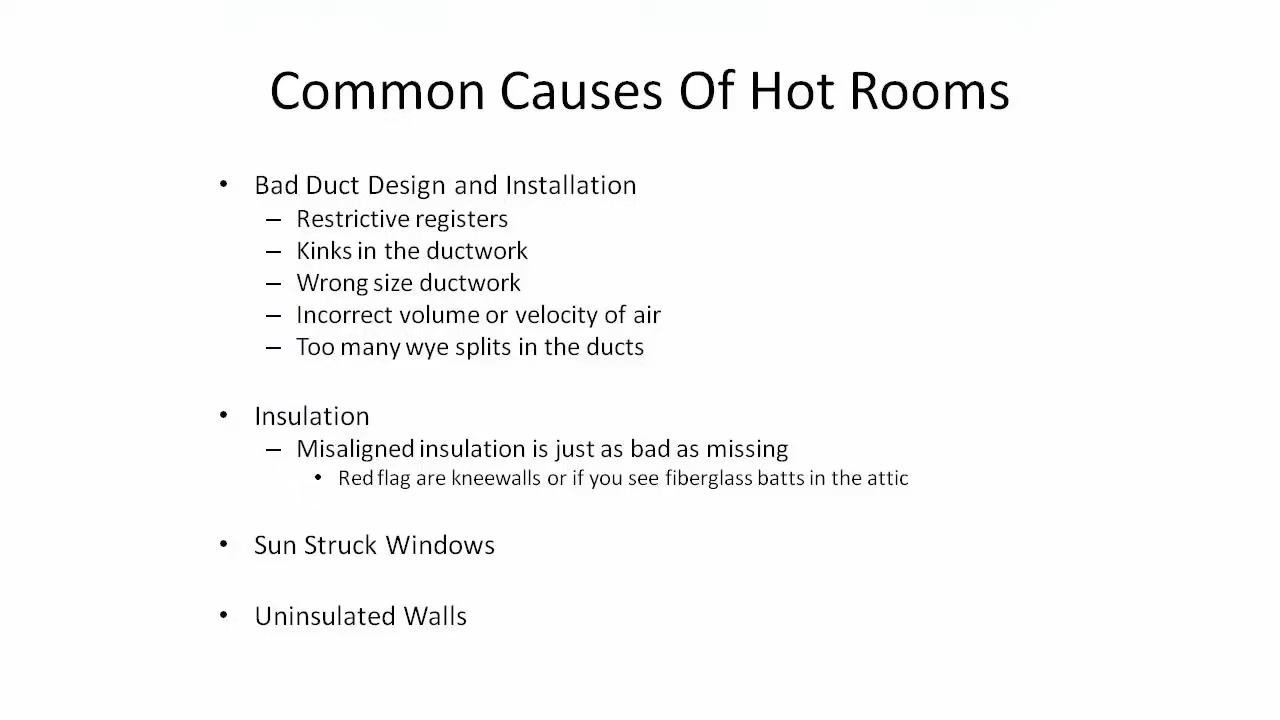 Common Causes Of Hot Rooms
• Bad Duct Design and Installation
– Restrictive registers
– Kinks in the ductwork
– Wrong size ductwork
– Incorrect volume or velocity of air
– Too many wye splits in the ducts
• Insulation
– Misaligned insulation is just as bad as missing
• Red flag are kneewalls or if you see fiberglass batts in the attic
• Sun Struck Windows
• Uninsulated Walls